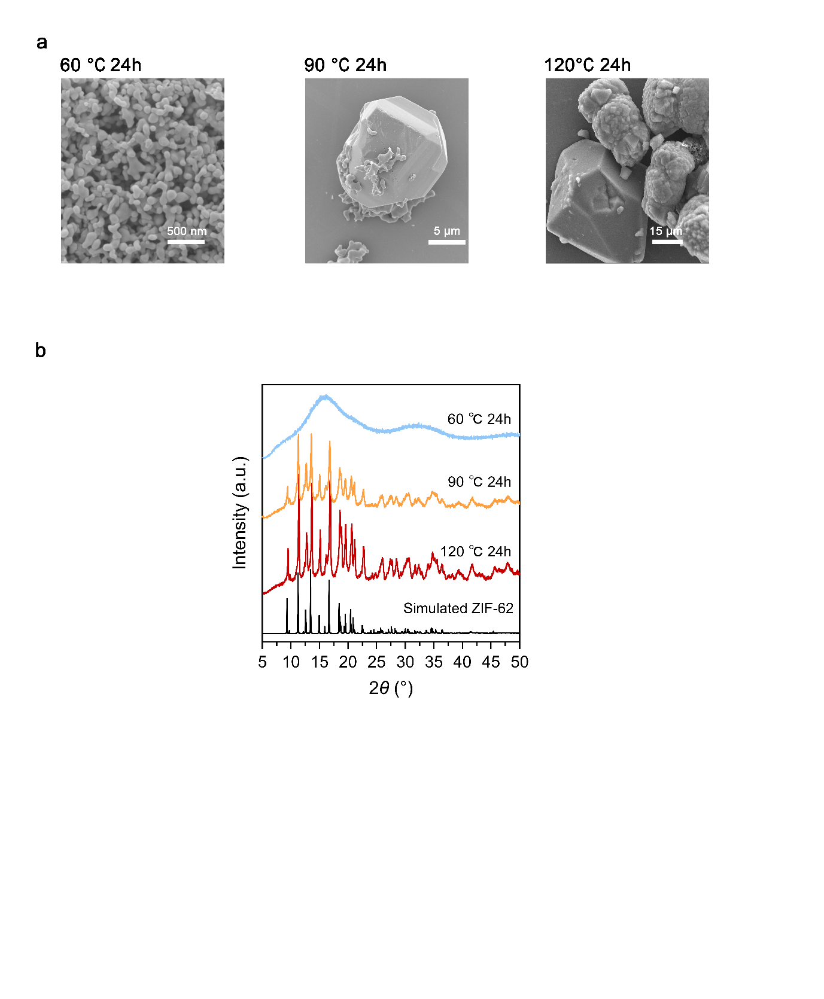 a
60 °C 24h
90 °C 24h
120°C 24h
500 nm
5 μm
15 μm
b
60 ℃ 24h
90 ℃ 24h
120 ℃ 24h
Simulated ZIF-62
Intensity (a.u.)
5 10 15 20 25 30 35 40 45 50
2θ (°)